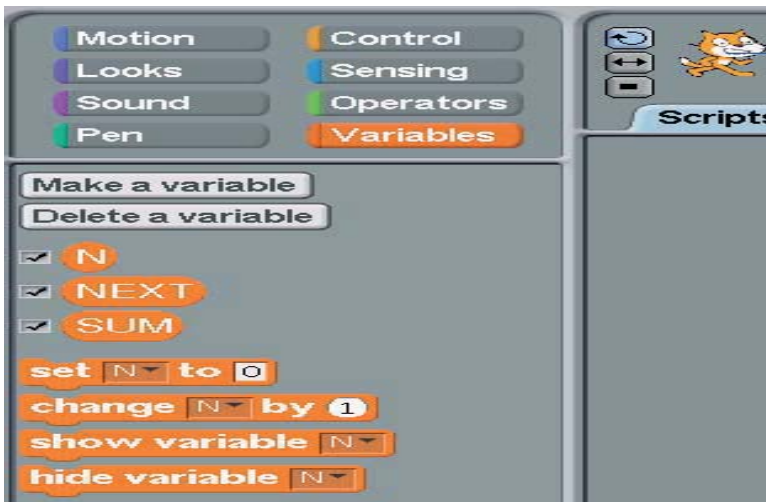 Motion Control
Looks Sensing
Sound Operators
Pen Variables
Scripts
Make a variable
Delete a variable
N
NEXT
SUM
set N to 0
change N by 1
show variable N
hide variable N